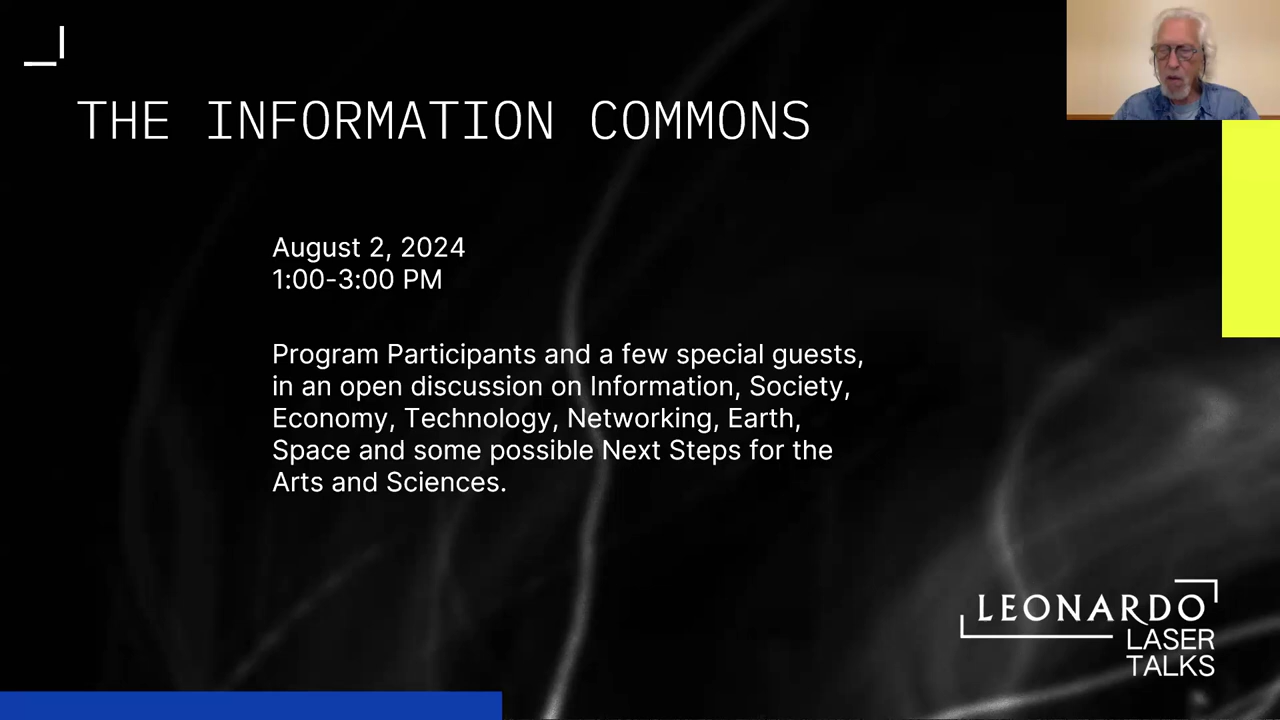 THE INFORMATION COMMONS
August 2, 2024
1:00-3:00 PM
Program Participants and a few special guests,
in an open discussion on Information, Society,
Economy, Technology, Networking, Earth,
Space and some possible Next Steps for the
Arts and Sciences.
LEONARDO
LASER
TALKS